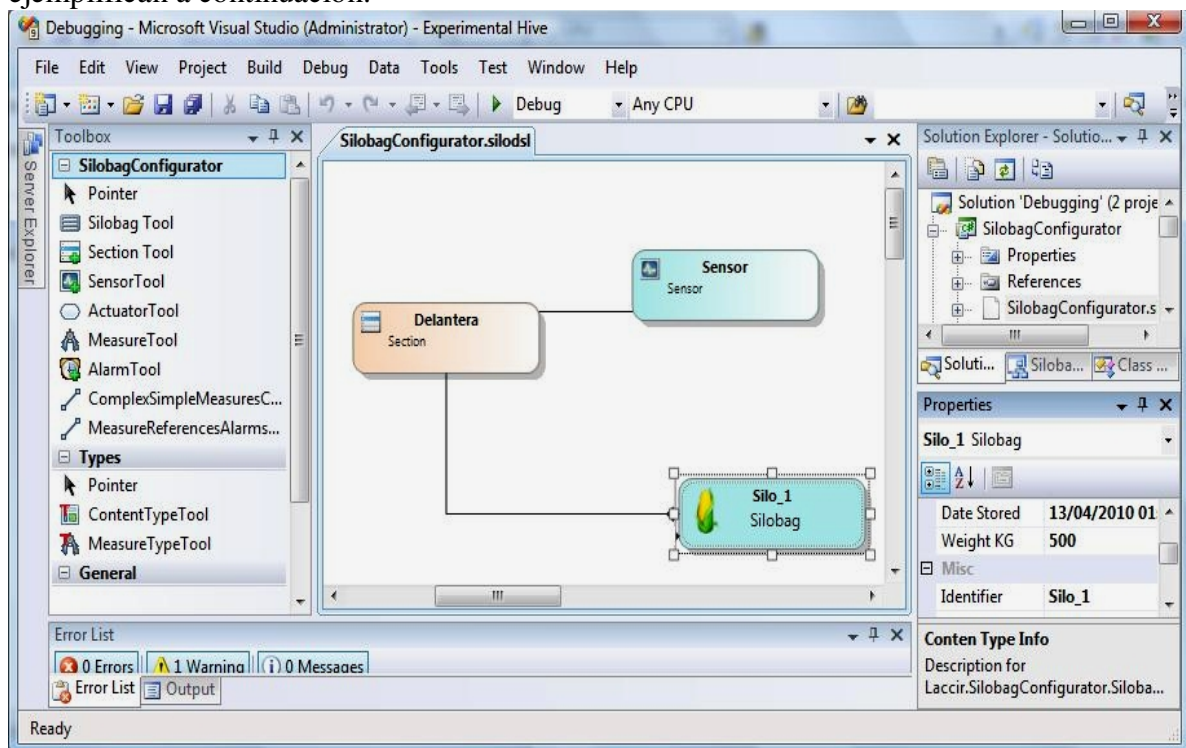 ejemplifican a continuación.
Debugging - Microsoft Visual Studio (Administrator) - Experimental Hive
File Edit View Project Build Debug Data Tools Test Window Help
Debug Any CPU
Server Explorer
Toolbox
SilobagConfigurator
Pointer
Silobag Tool
Section Tool
SensorTool
ActuatorTool
MeasureTool
AlarmTool
ComplexSimpleMeasuresC...
MeasureReferencesAlarms...
Types
Pointer
ContentTypeTool
MeasureTypeTool
General
SilobagConfigurator.silodsl
Sensor
Sensor
Delantera
Section
Silo_1
Silobag
Solution Explorer - Solutio...
Solution 'Debugging' (2 proje
SilobagConfigurator
Properties
References
SilobagConfigurator.s
Soluti... Siloba... Class ...
Properties
Silo_1 Silobag
Date Stored 13/04/2010 01:
Weight KG 500
Misc
Identifier Silo_1
Conten Type Info
Description for
Laccir.SilobagConfigurator.Siloba...
Error List
0 Errors 1 Warning 0 Messages
Error List Output
Ready